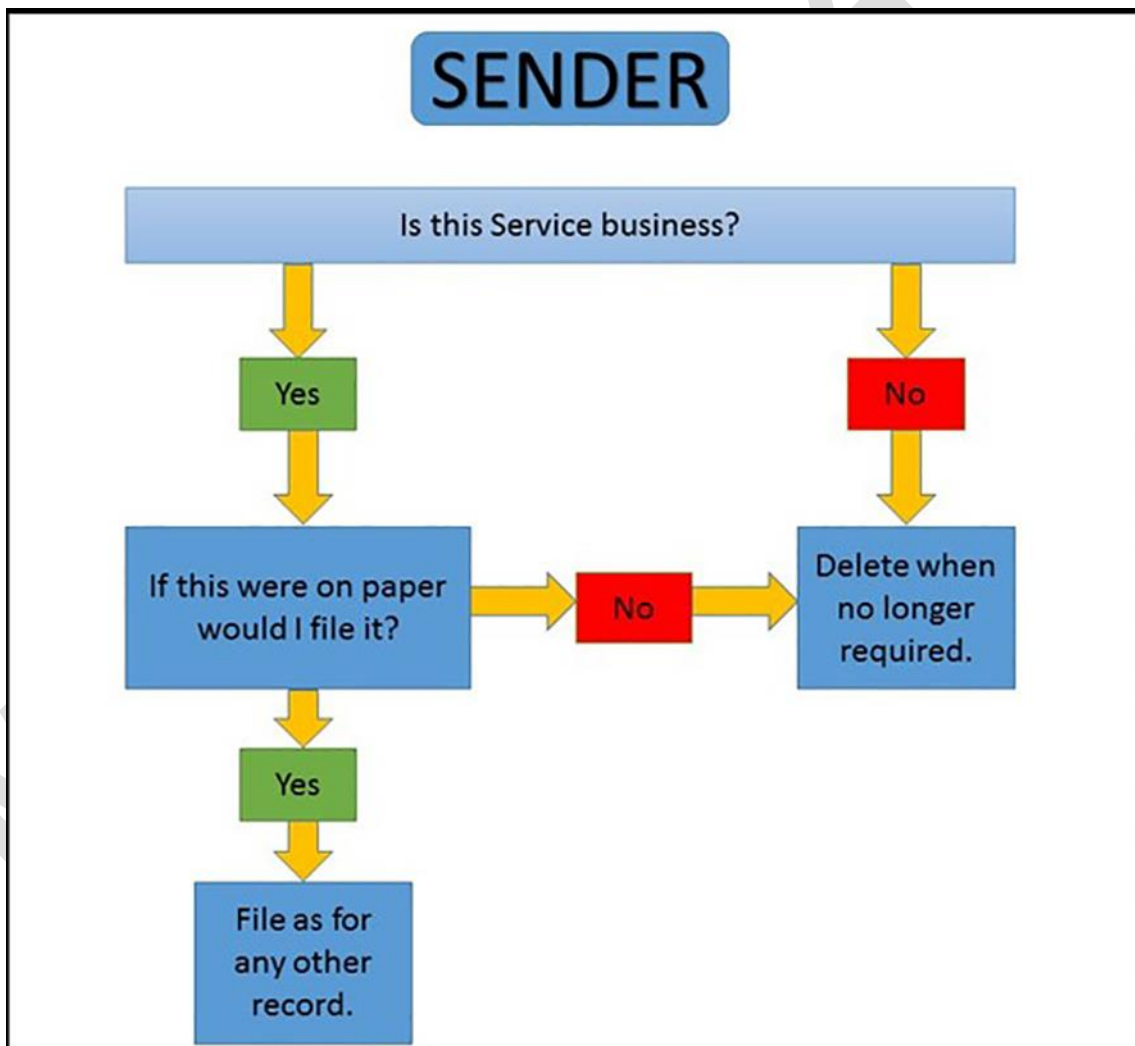 SENDER
Is this Service business?
Yes
No
If this were on paper
would I file it?
No
Delete when
no longer
required.
Yes
File as for
any other
record.